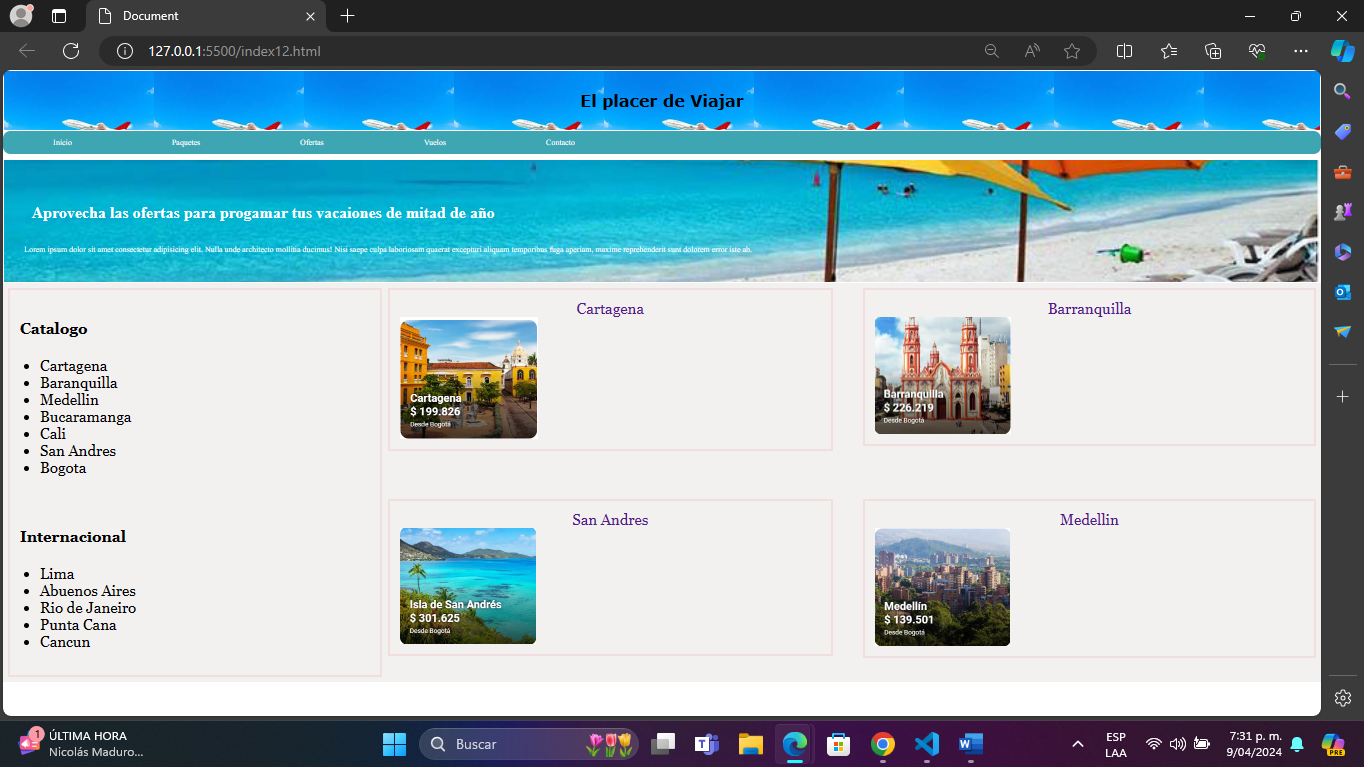 Document
127.0.0.1:5500/index12.html
El placer de Viajar
Inicio Paquetes Ofertas Vuelos Contacto
Aprovecha las ofertas para progamar tus vacaiones de mitad de año
Lorem ipsum dolor sit amet consectetur adipisicing elit. Nulla unde architecto mollitia ducimus! Nisi saepe culpa laboriosam quaerat excepturi aliquam temporibus fuga aperiam, maxime reprehenderit sunt dolorem error iste ab.
Catalogo
Cartagena
Baranquilla
Medellin
Bucaramanga
Cali
San Andres
Bogota
Internacional
Lima
Abuenos Aires
Rio de Janeiro
Punta Cana
Cancun
Cartagena
Cartagena
$ 199.826
Desde Bogotá
Barranquilla
Barranquilla
$ 226.219
Desde Bogotá
San Andres
Isla de San Andrés
$ 301.625
Desde Bogotá
Medellin
Medellín
$ 139.501
Desde Bogotá
1
ÚLTIMA HORA
Nicolás Maduro...
Buscar
ESP
LAA
7:31 p. m.
9/04/2024
PRE